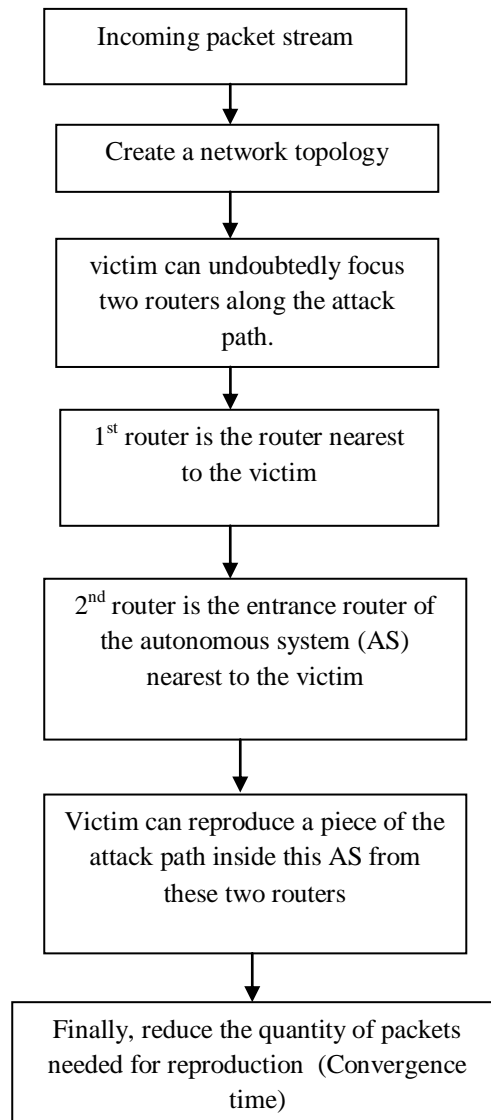 Incoming packet stream
Create a network topology
victim can undoubtedly focus
two routers along the attack
path.
1st router is the router nearest
to the victim
2nd router is the entrance router of
the autonomous system (AS)
nearest to the victim
Victim can reproduce a piece of the
attack path inside this AS from
these two routers
Finally, reduce the quantity of packets
needed for reproduction (Convergence
time)